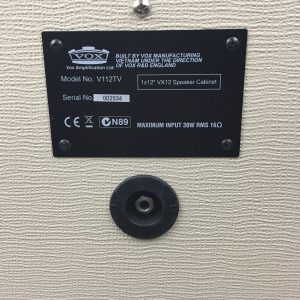 VOX
Vox Amplification Ltd.
BUILT BY VOX MANUFACTURING
VIETNAM UNDER THE DIRECTION
OF VOX R&D ENGLAND
Model No. V112TV
1x12" VX12 Speaker Cabinet
Serial No. 002534
CE N89 MAXIMUM INPUT 30W RMS 16Ω